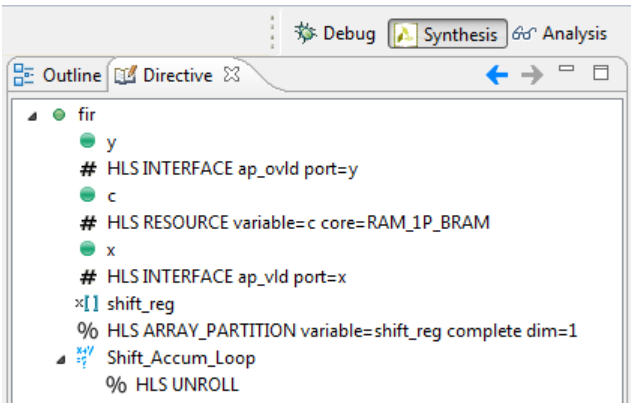 Debug Synthesis Analysis
Outline Directive
fir
y
# HLS INTERFACE ap_ovld port=y
c
# HLS RESOURCE variable=c core=RAM_1P_BRAM
x
# HLS INTERFACE ap_vld port=x
×[] shift_reg
% HLS ARRAY_PARTITION variable=shift_reg complete dim=1
Shift_Accum_Loop
% HLS UNROLL